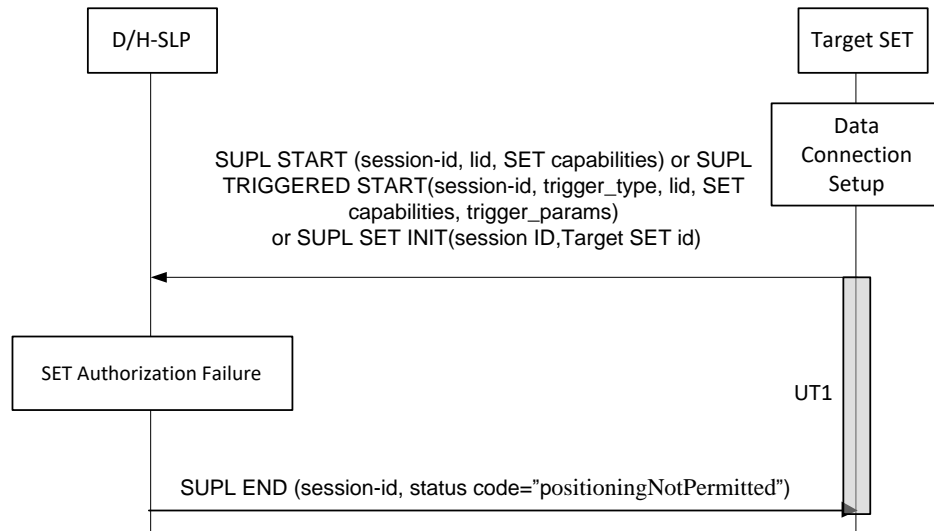 D/H-SLP
Target SET
Data
Connection
Setup
SUPL START (session-id, lid, SET capabilities) or SUPL
TRIGGERED START(session-id, trigger_type, lid, SET
capabilities, trigger_params)
or SUPL SET INIT(session ID,Target SET id)
SET Authorization Failure
UT1
SUPL END (session-id, status code=”positioningNotPermitted”)